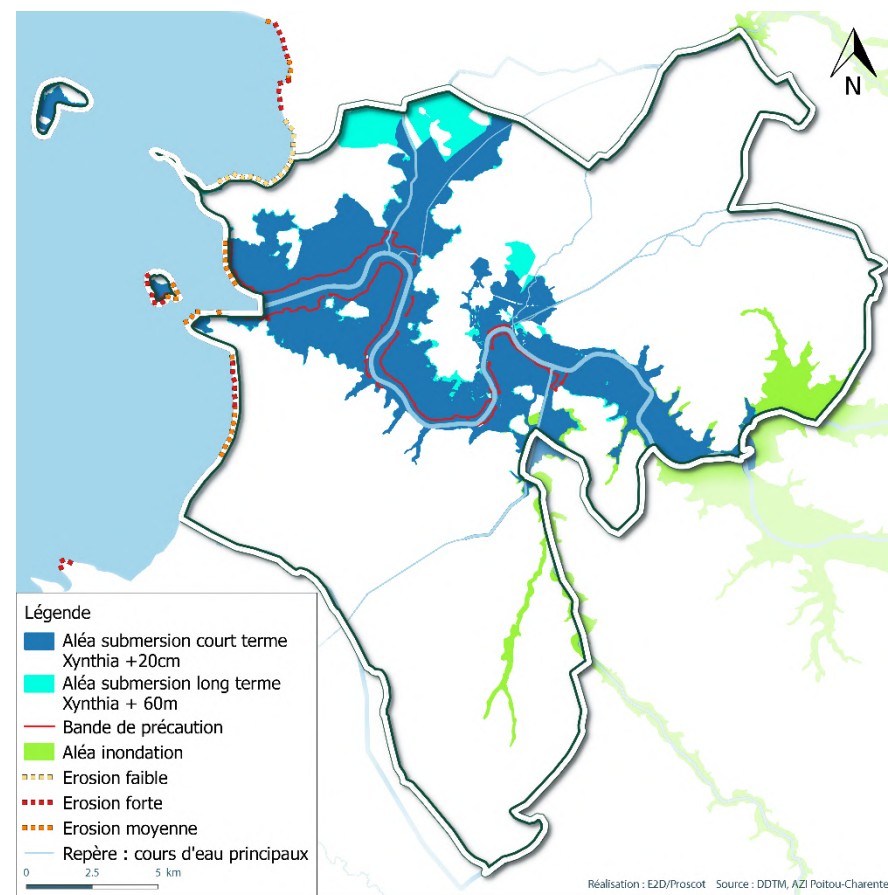 N
Légende
Aléa submersion court terme
Xynthia +20cm
Aléa submersion long terme
Xynthia + 60m
Bande de précaution
Aléa inondation
Erosion faible
Erosion forte
Erosion moyenne
Repère : cours d'eau principaux
0 2.5 5 km
Réalisation : E2D/Proscot Source : DDTM, AZI Poitou-Charente